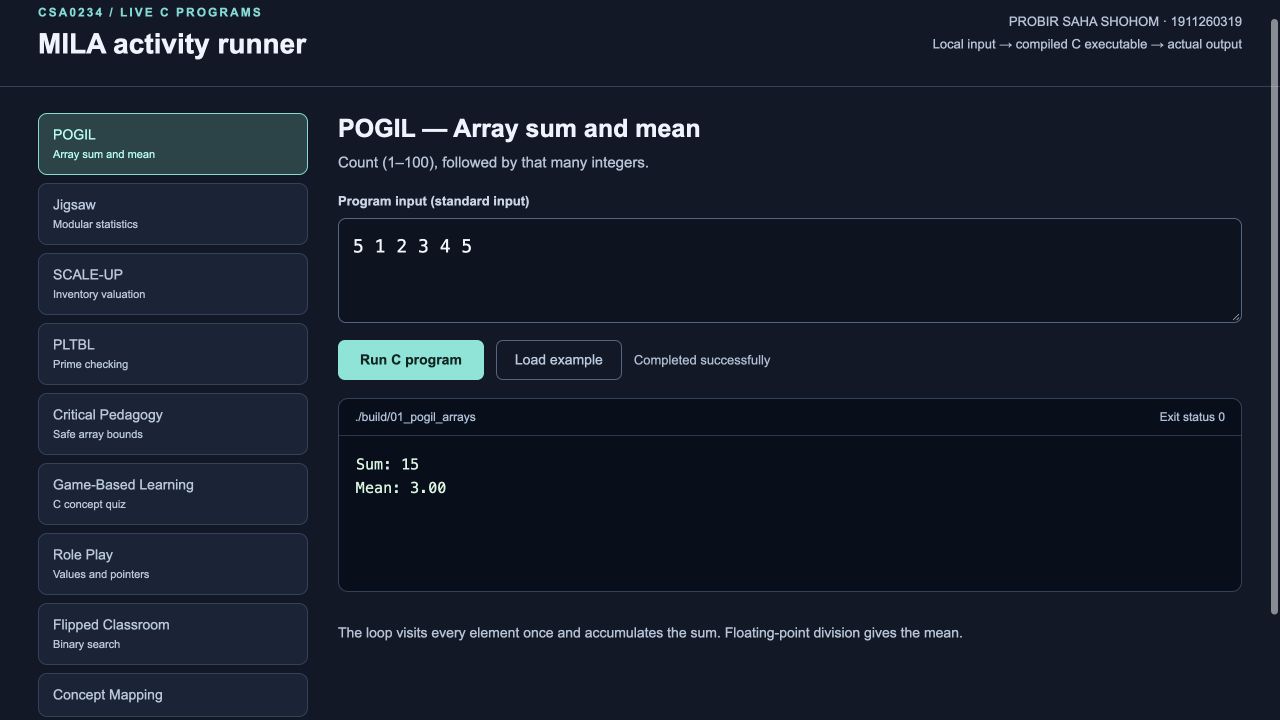 CSA0234 / LIVE C PROGRAMS
MILA activity runner
PROBIR SAHA SHOHOM · 1911260319
Local input → compiled C executable → actual output
POGIL
Array sum and mean
Jigsaw
Modular statistics
SCALE-UP
Inventory valuation
PLTBL
Prime checking
Critical Pedagogy
Safe array bounds
Game-Based Learning
C concept quiz
Role Play
Values and pointers
Flipped Classroom
Binary search
Concept Mapping
POGIL — Array sum and mean
Count (1–100), followed by that many integers.
Program input (standard input)
5 1 2 3 4 5
Run C program
Load example
Completed successfully
./build/01_pogil_arrays
Exit status 0
Sum: 15
Mean: 3.00
The loop visits every element once and accumulates the sum. Floating-point division gives the mean.